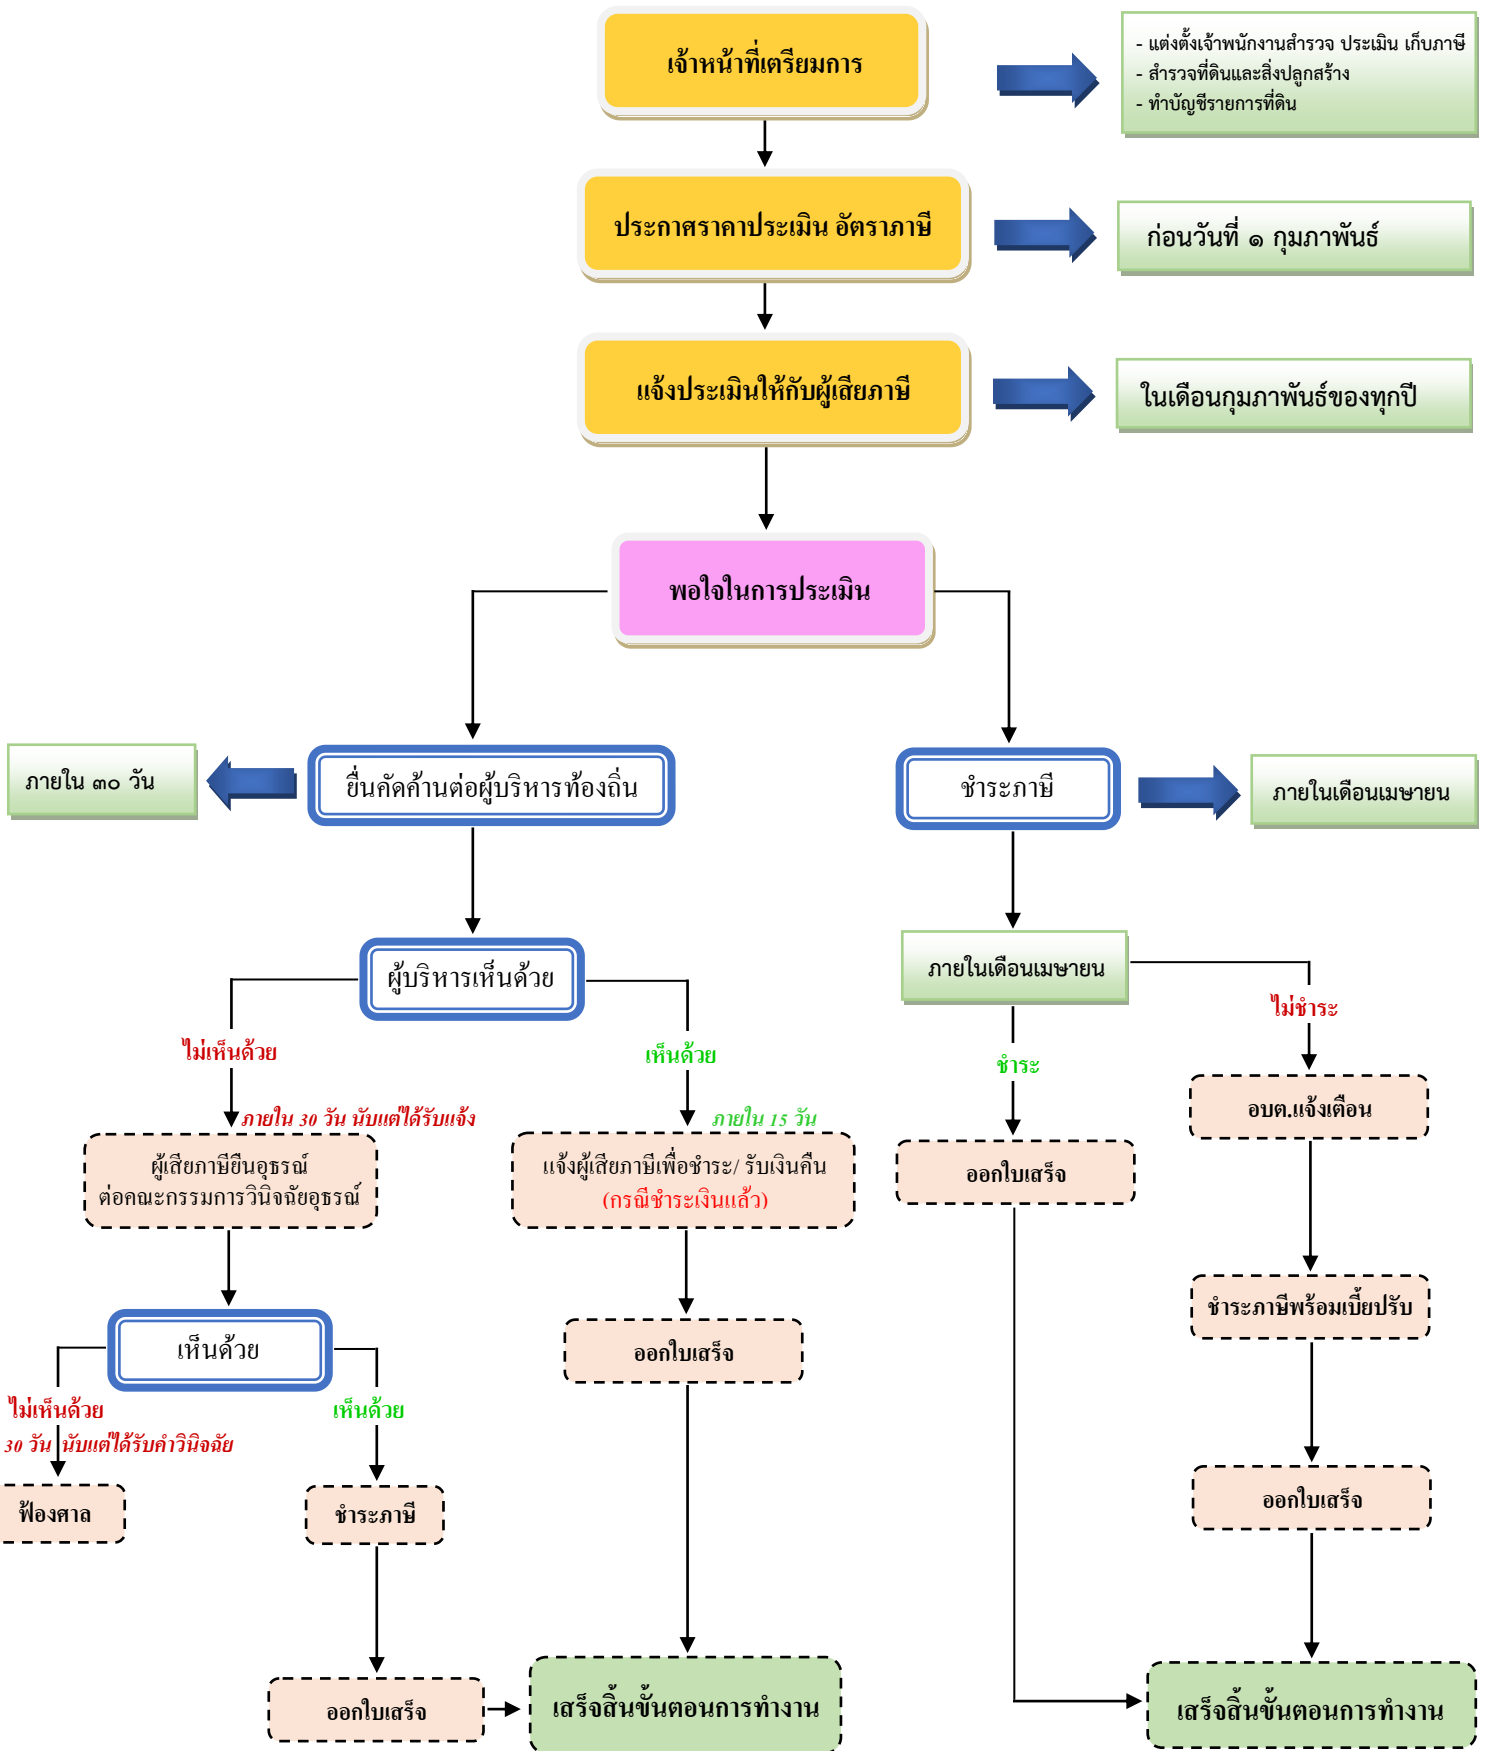 เจ้าหน้าที่เตรียมการ
- แต่งตั้งเจ้าพนักงานสำรวจ ประเมิน เก็บภาษี
- สำรวจที่ดินและสิ่งปลูกสร้าง
- ทำบัญชีรายการที่ดิน
ประกาศราคาประเมิน อัตราภาษี
ก่อนวันที่ ๑ กุมภาพันธ์
แจ้งประเมินให้กับผู้เสียภาษี
ในเดือนกุมภาพันธ์ของทุกปี
พอใจในการประเมิน
ภายใน ๓๐ วัน
ยื่นคัดค้านต่อผู้บริหารท้องถิ่น
ชำระภาษี
ภายในเดือนเมษายน
ผู้บริหารเห็นด้วย
ภายในเดือนเมษายน
ไม่เห็นด้วย
เห็นด้วย
ชำระ
ไม่ชำระ
ภายใน 30 วัน นับแต่ได้รับแจ้ง
ภายใน 15 วัน
อบต.แจ้งเตือน
ผู้เสียภาษียืนอุธรณ์
ต่อคณะกรรมการวินิจฉัยอุธรณ์
แจ้งผู้เสียภาษีเพื่อชำระ/ รับเงินคืน
(กรณีชำระเงินแล้ว)
ออกใบเสร็จ
ชำระภาษีพร้อมเบี้ยปรับ
เห็นด้วย
ออกใบเสร็จ
ไม่เห็นด้วย
เห็นด้วย
30 วัน นับแต่ได้รับคำวินิจฉัย
ฟ้องศาล
ชำระภาษี
ออกใบเสร็จ
ออกใบเสร็จ
เสร็จสิ้นขั้นตอนการทำงาน
เสร็จสิ้นขั้นตอนการทำงาน